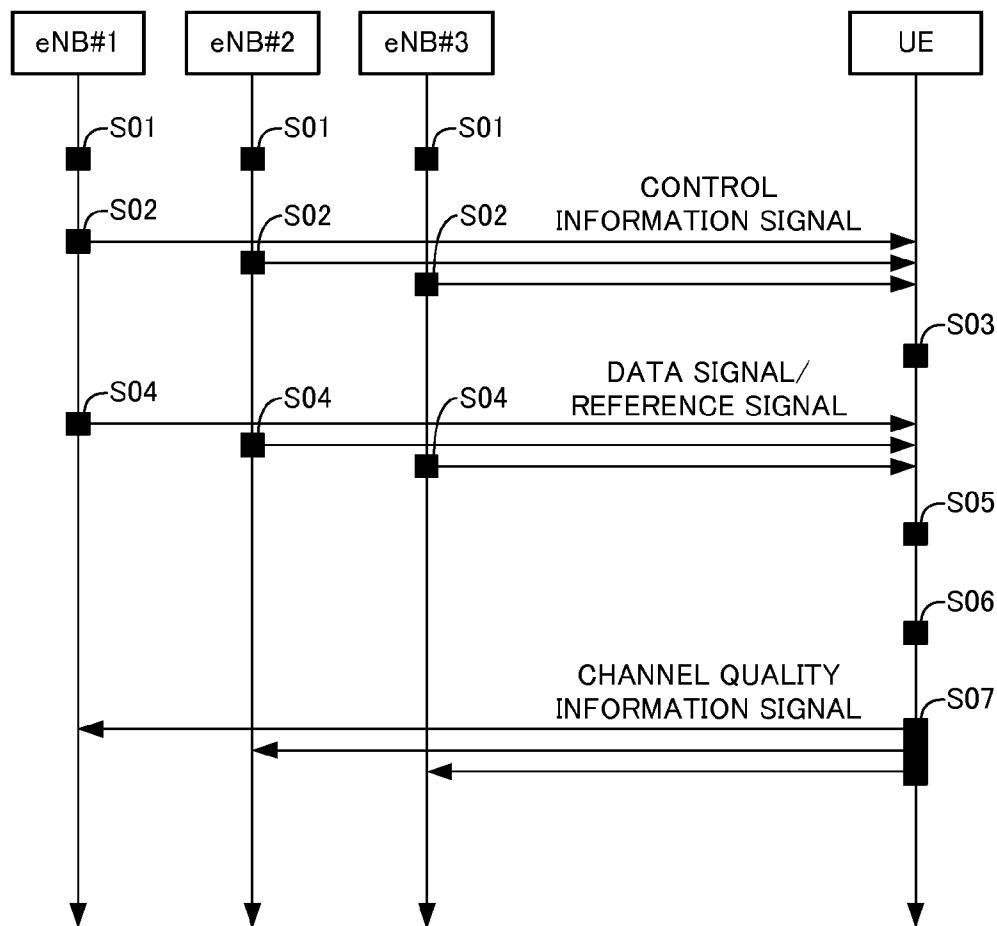 eNB#1 eNB#2 eNB#3 UE
S01 S01 S01
CONTROL
INFORMATION SIGNAL
S02 S02 S02
S03
DATA SIGNAL/
REFERENCE SIGNAL
S04 S04 S04
S05
S06
CHANNEL QUALITY
INFORMATION SIGNAL
S07